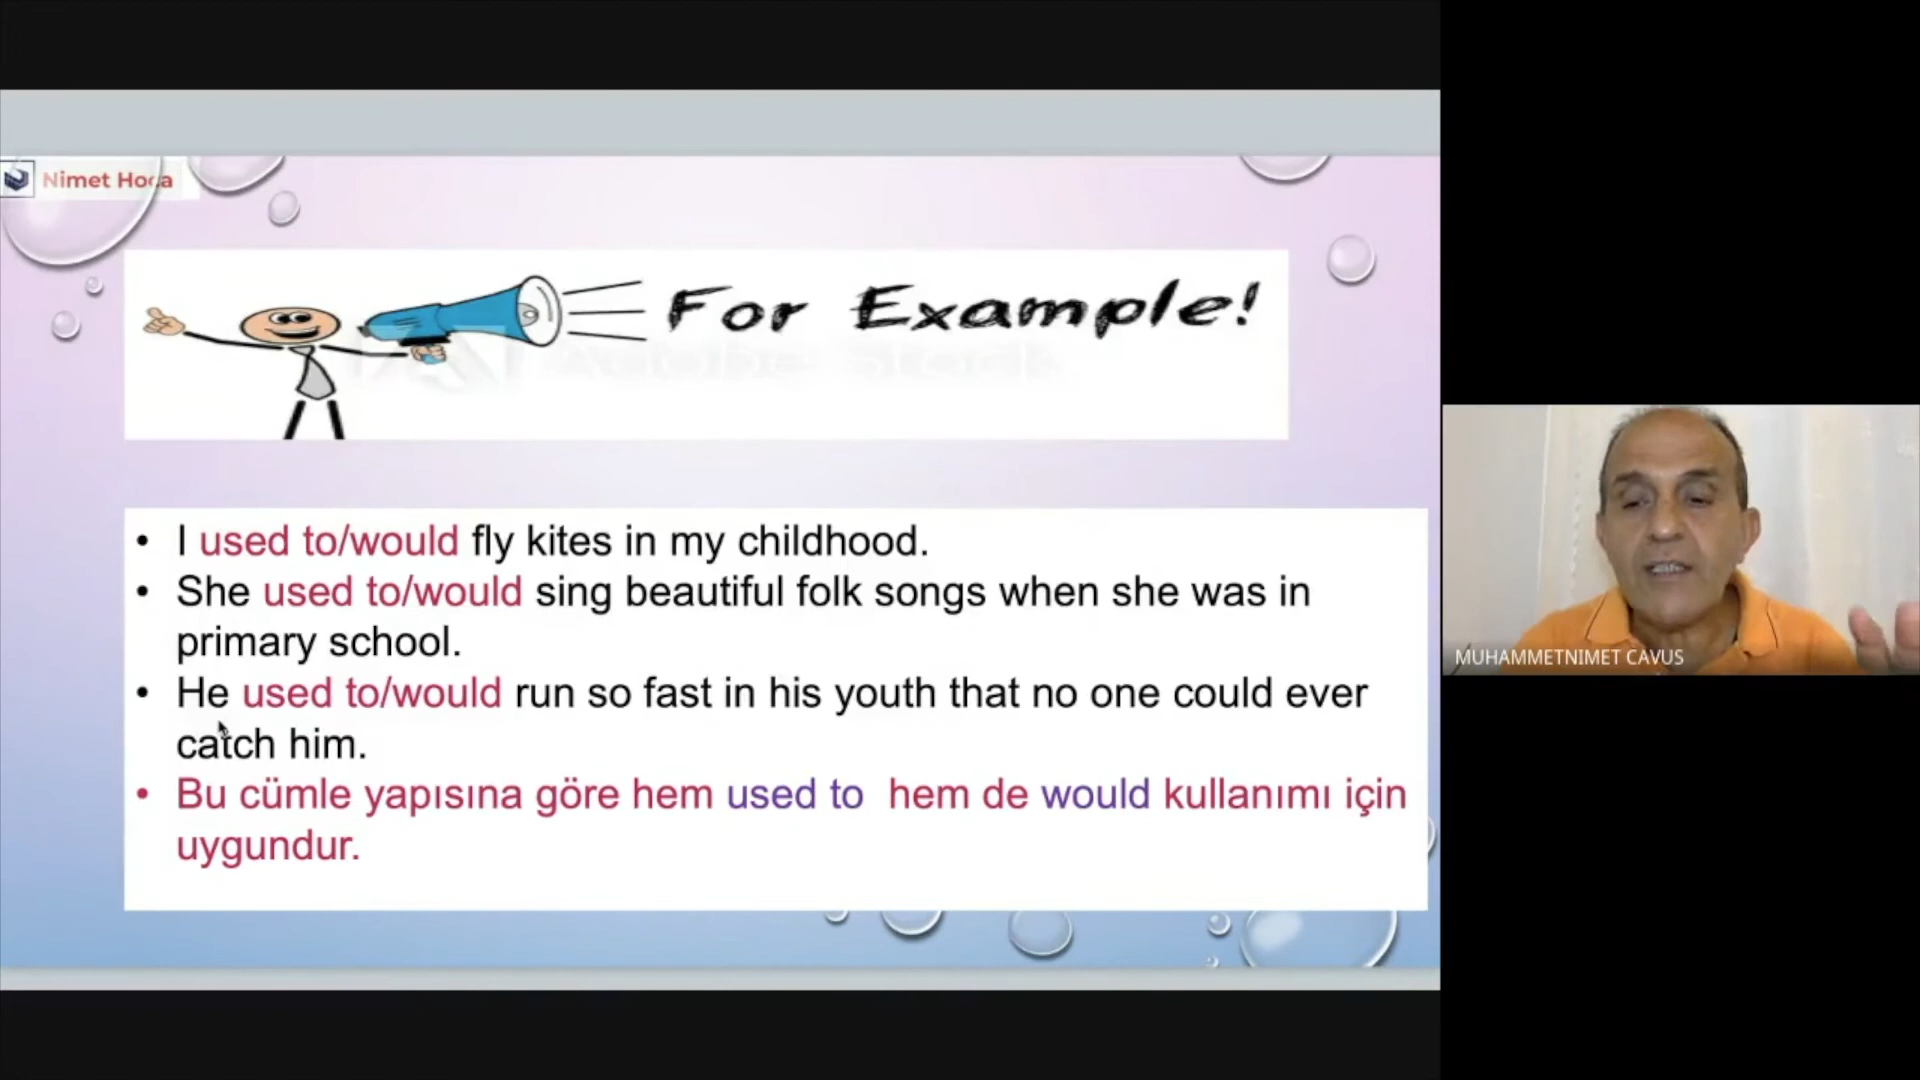 Nimet Hoca
For Example!
• I used to/would fly kites in my childhood.
• She used to/would sing beautiful folk songs when she was in
primary school.
• He used to/would run so fast in his youth that no one could ever
catch him.
• Bu cümle yapısına göre hem used to hem de would kullanımı için
uygundur.
MUHAMMETNIMET CAVUS